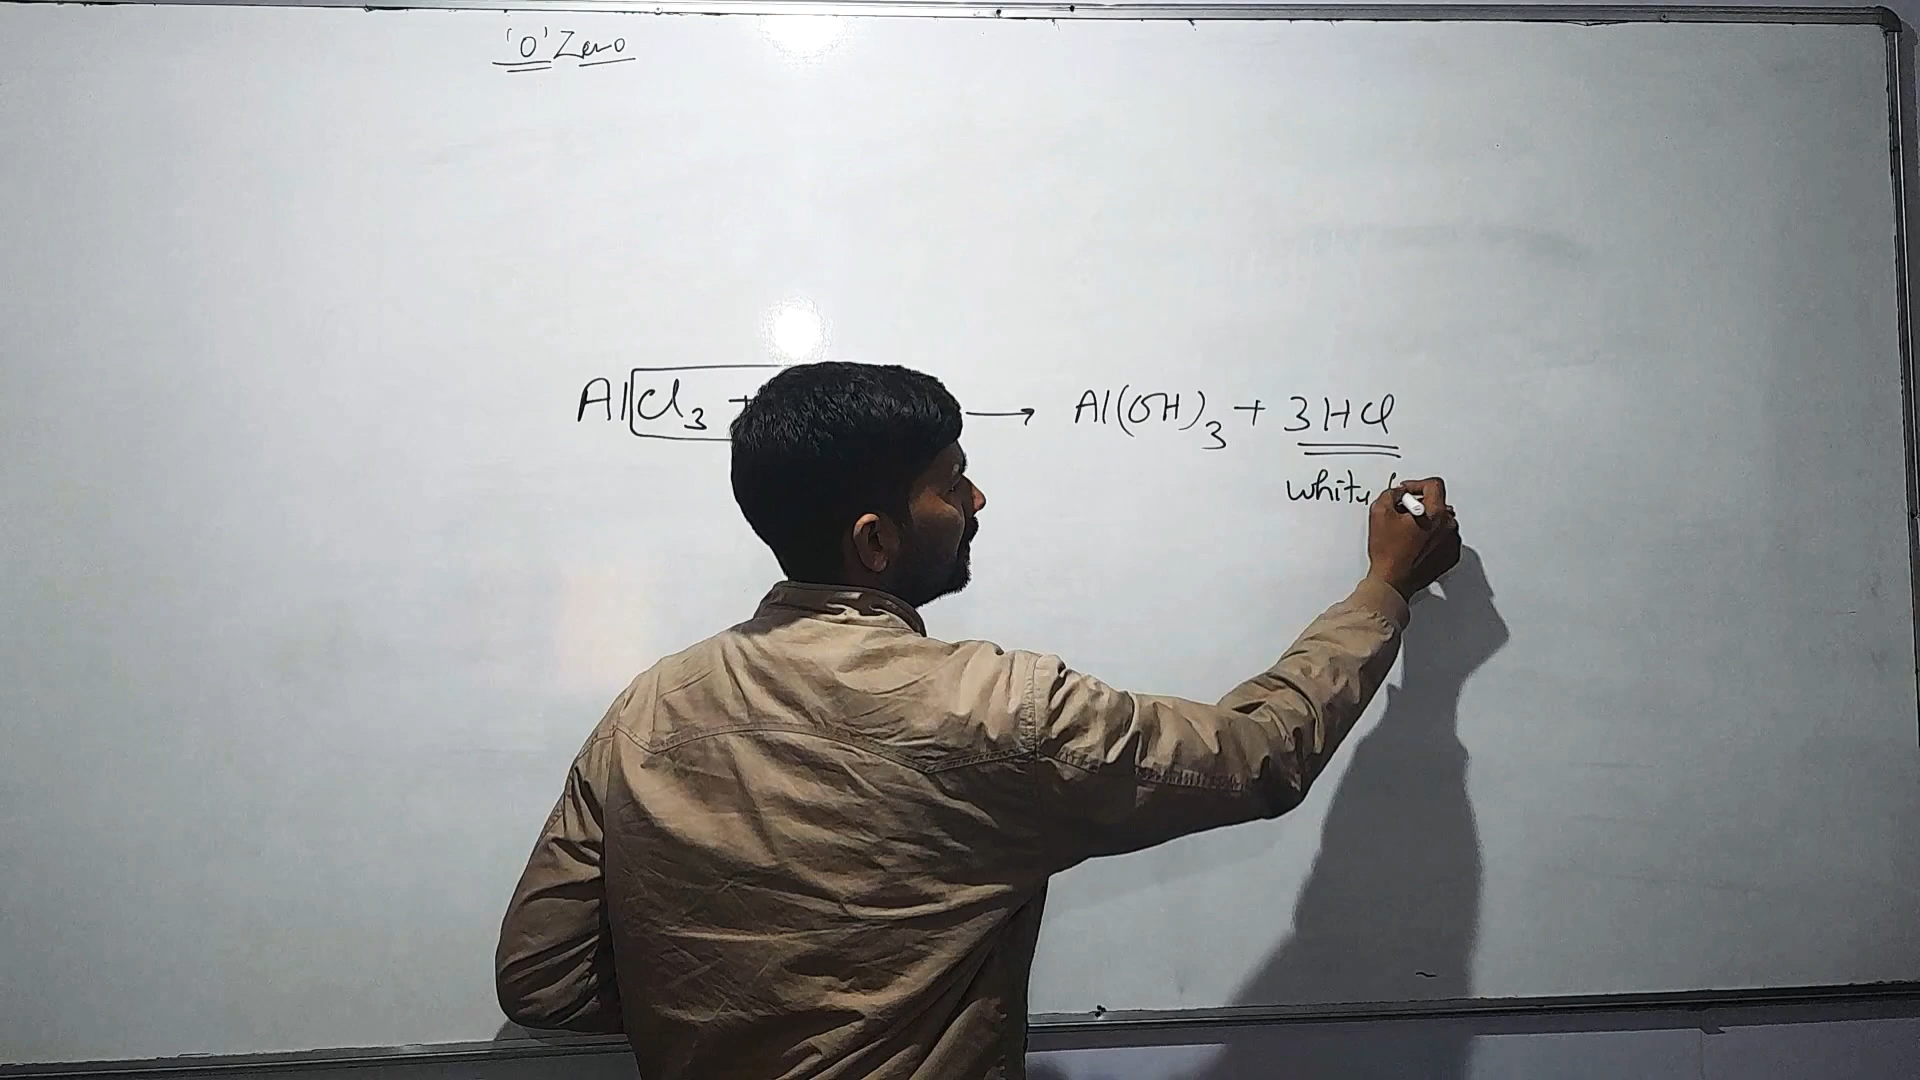 '0' Zero
AlCl₃ + → Al(OH)₃ + 3HCl
white